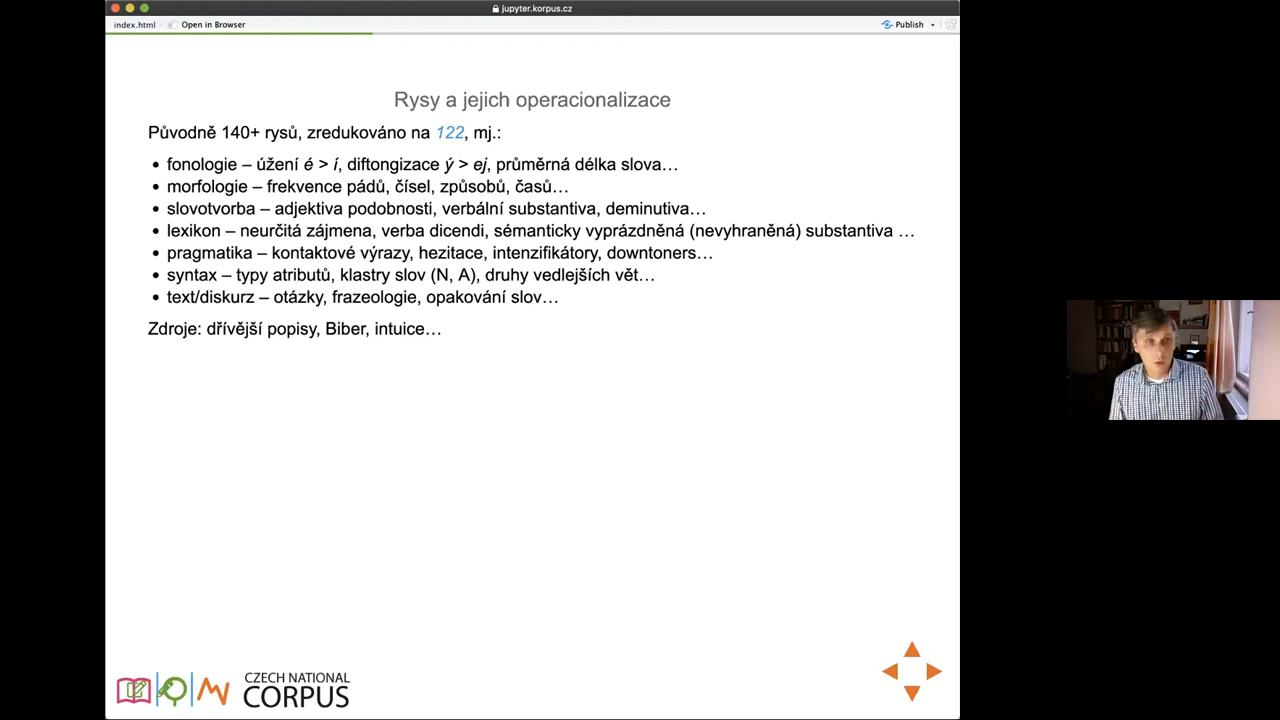 jupyter.korpus.cz
index.html Open in Browser Publish
Rysy a jejich operacionalizace
Původně 140+ rysů, zredukováno na 122, mj.:
• fonologie – úžení é > í, diftongizace ý > ej, průměrná délka slova…
• morfologie – frekvence pádů, čísel, způsobů, časů…
• slovotvorba – adjektiva podobnosti, verbální substantiva, deminutiva…
• lexikon – neurčitá zájmena, verba dicendi, sémanticky vyprázdněná (nevyhraněná) substantiva …
• pragmatika – kontaktové výrazy, hezitace, intenzifikátory, downtoners…
• syntax – typy atributů, klastry slov (N, A), druhy vedlejších vět…
• text/diskurz – otázky, frazeologie, opakování slov…
Zdroje: dřívější popisy, Biber, intuice…
CZECH NATIONAL
CORPUS